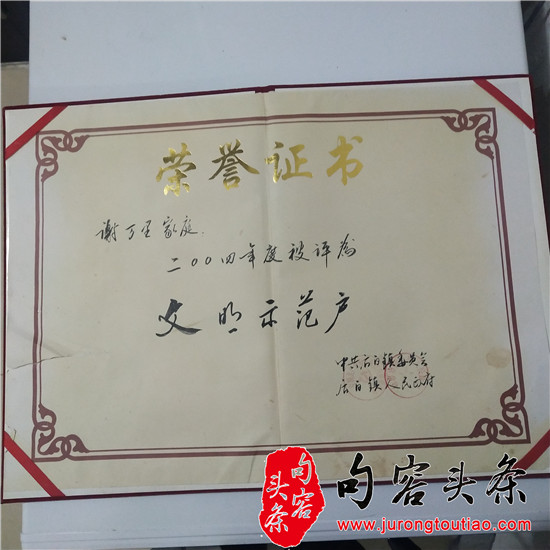 荣誉证书
谢万里家庭:
二〇〇四年度被评为
文明示范户
中共后白镇委员会
后白镇人民政府
句容头条
句容头条
www.jurongtoutiao.com